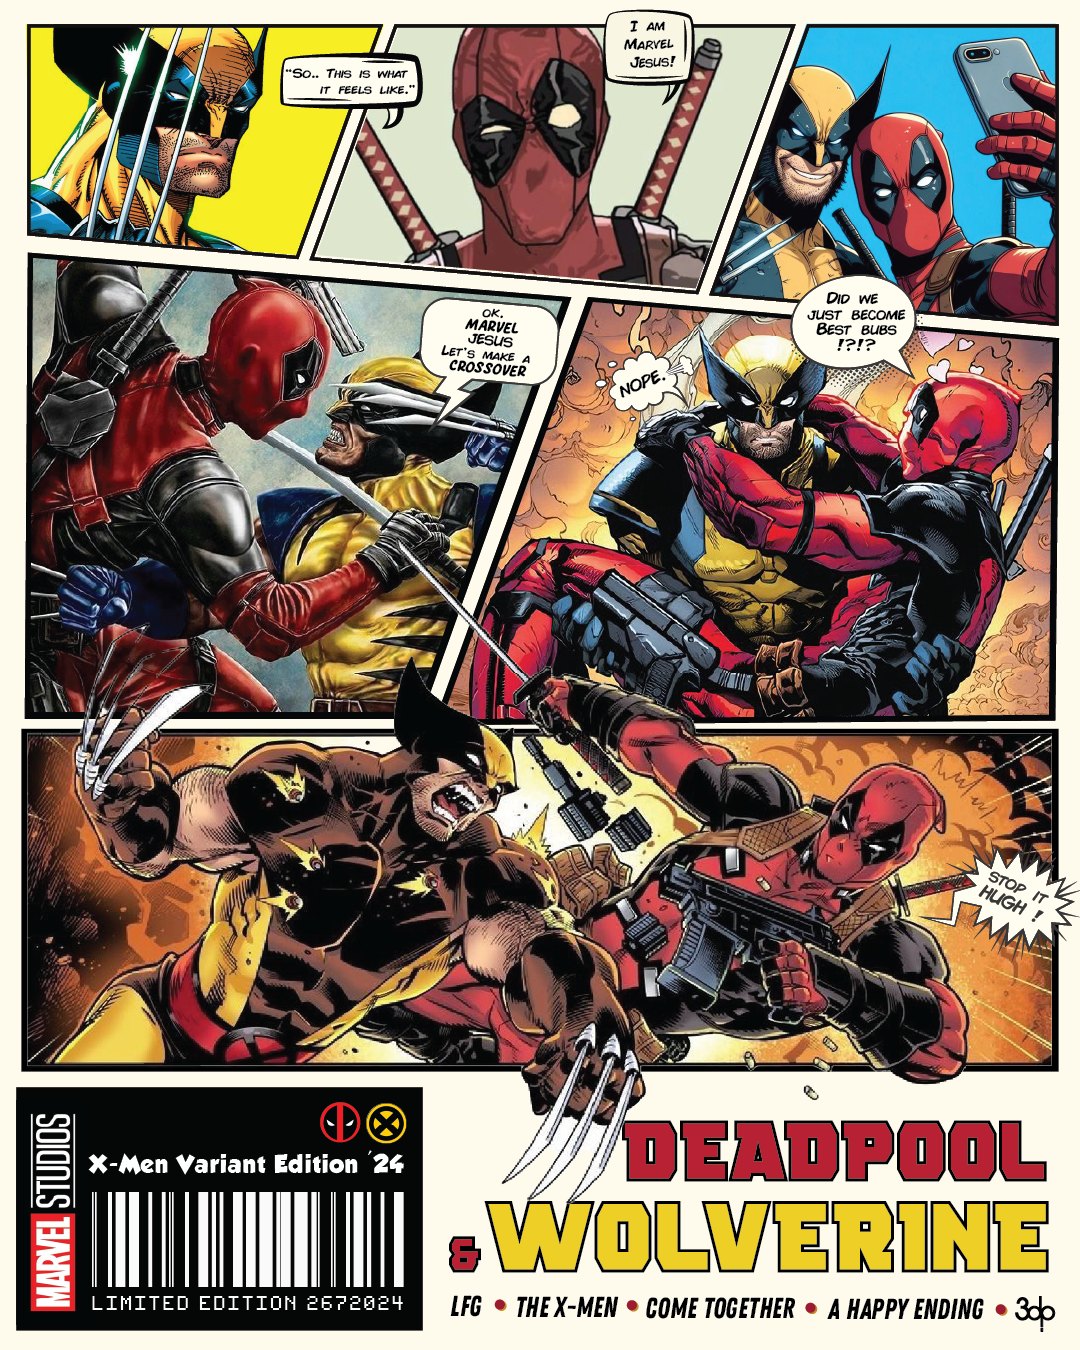 "So.. This is what
it feels like."
I am
Marvel
Jesus!
OK.
MARVEL
JESUS
Let's make a
CROSSOVER
NOPE.
Did we
just become
Best bubs
!?!?
STOP IT
HUGH !
MARVEL STUDIOS
X-Men Variant Edition '24
LIMITED EDITION 2672024
DEADPOOL
& WOLVERINE
LFG • THE X-MEN • COME TOGETHER • A HAPPY ENDING • 3dp